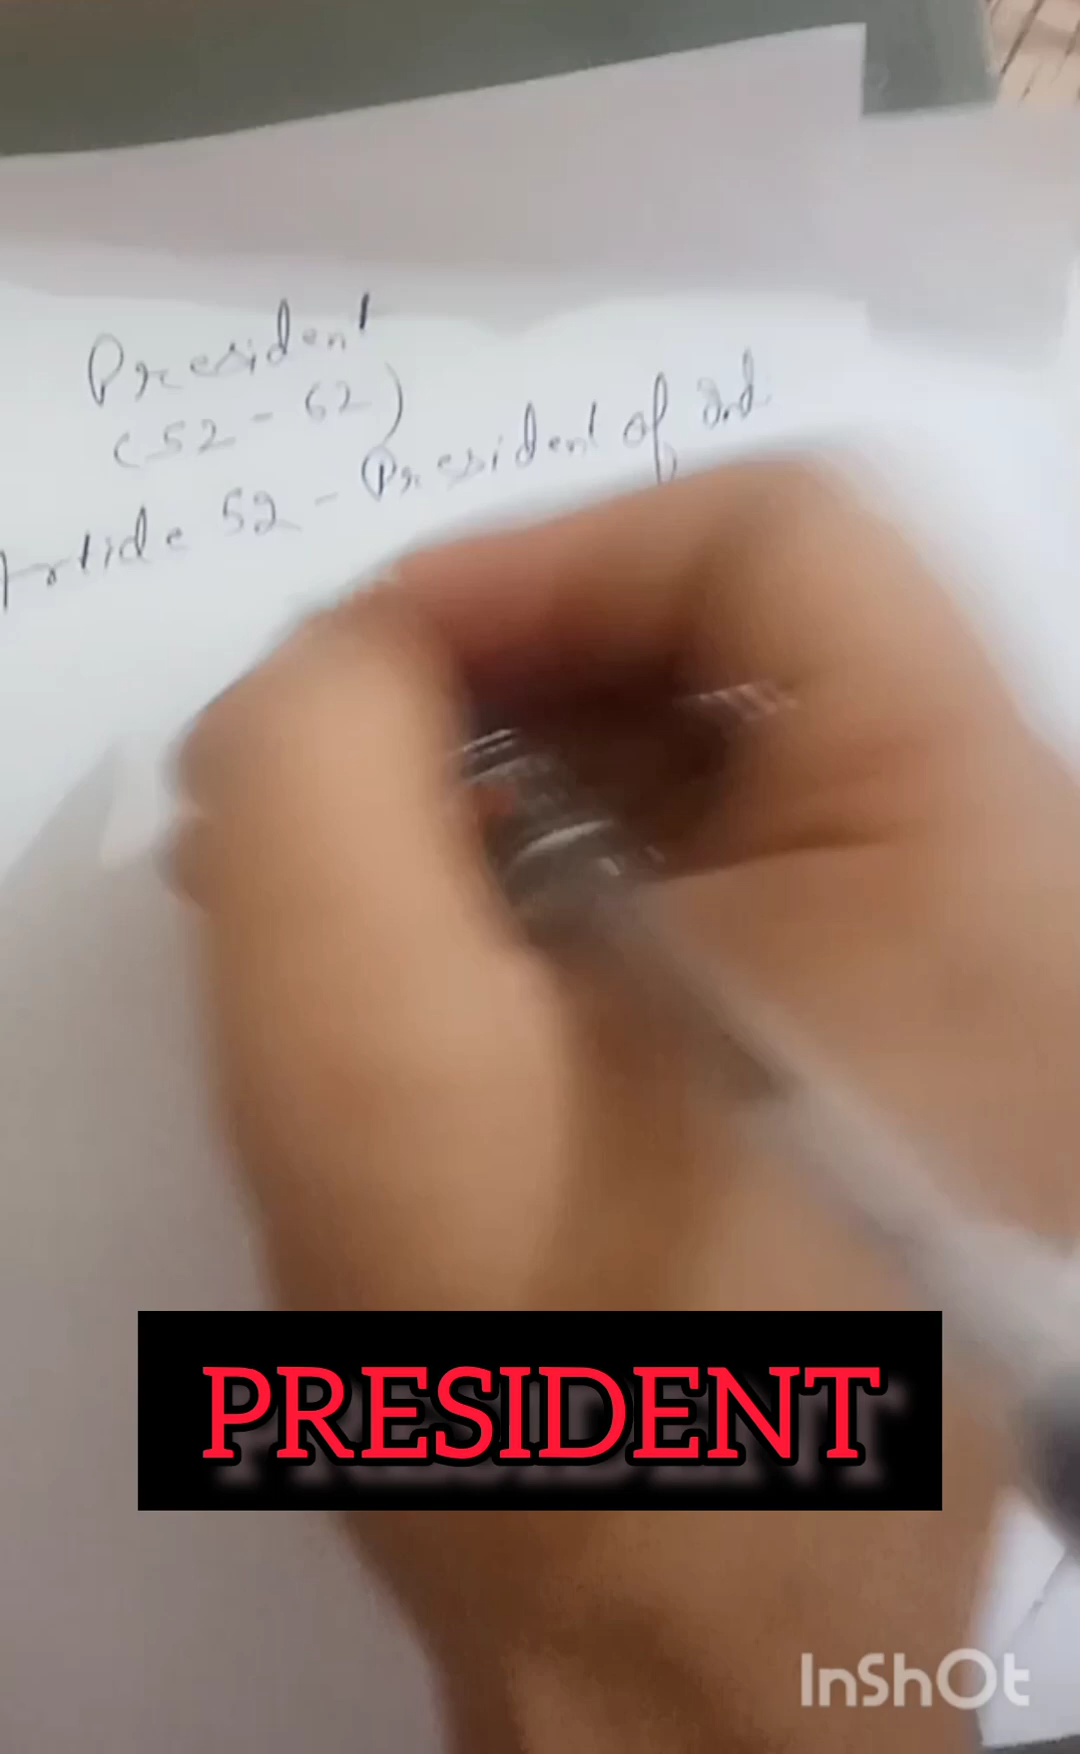 President
(52 - 62)
Article 52 - President of Ind
PRESIDENT
InShOt